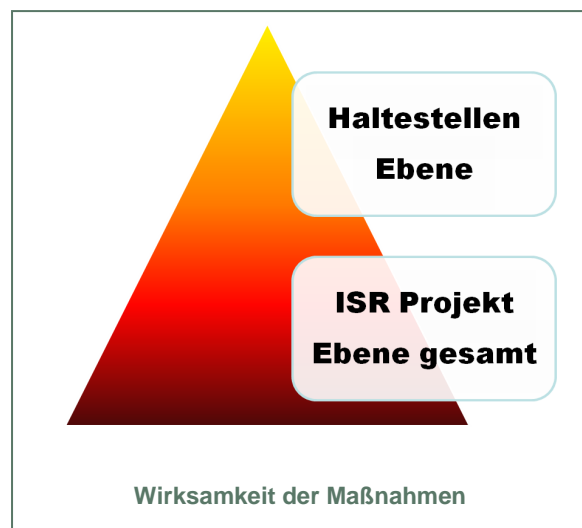 Haltestellen
Ebene
ISR Projekt
Ebene gesamt
Wirksamkeit der Maßnahmen